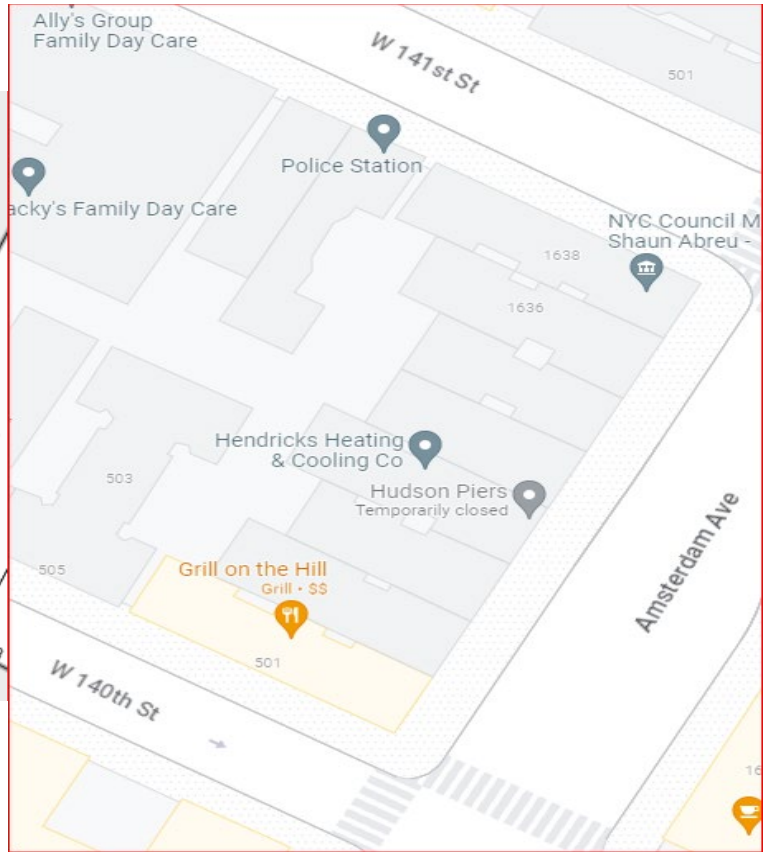 Ally's Group
Family Day Care
W 141st St
501
Police Station
acky's Family Day Care
NYC Council M
Shaun Abreu -
1638
1636
Hendricks Heating
& Cooling Co
Hudson Piers
Temporarily closed
503
Amsterdam Ave
505
Grill on the Hill
Grill • $$
501
W 140th St
16